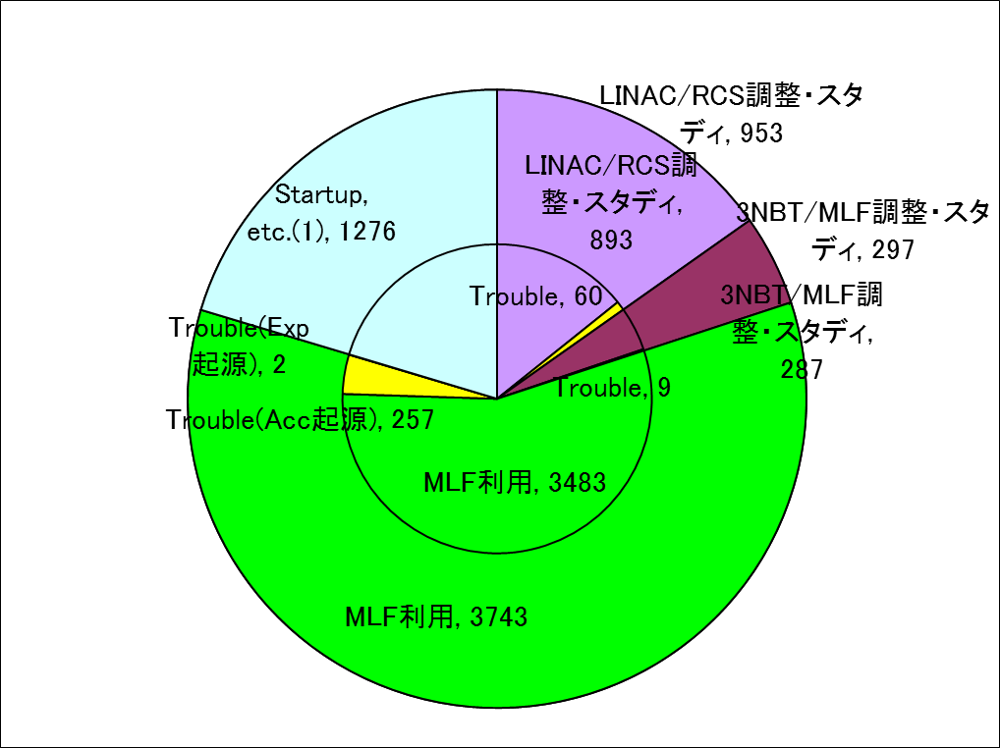 LINAC/RCS調整・スタ
ディ, 953
LINAC/RCS調
整・スタディ,
893
Startup,
etc.(1), 1276
3NBT/MLF調整・スタ
ディ, 297
Trouble, 60
3NBT/MLF調
整・スタディ,
287
Trouble(Exp
起源), 2
Trouble, 9
Trouble(Acc起源), 257
MLF利用, 3483
MLF利用, 3743